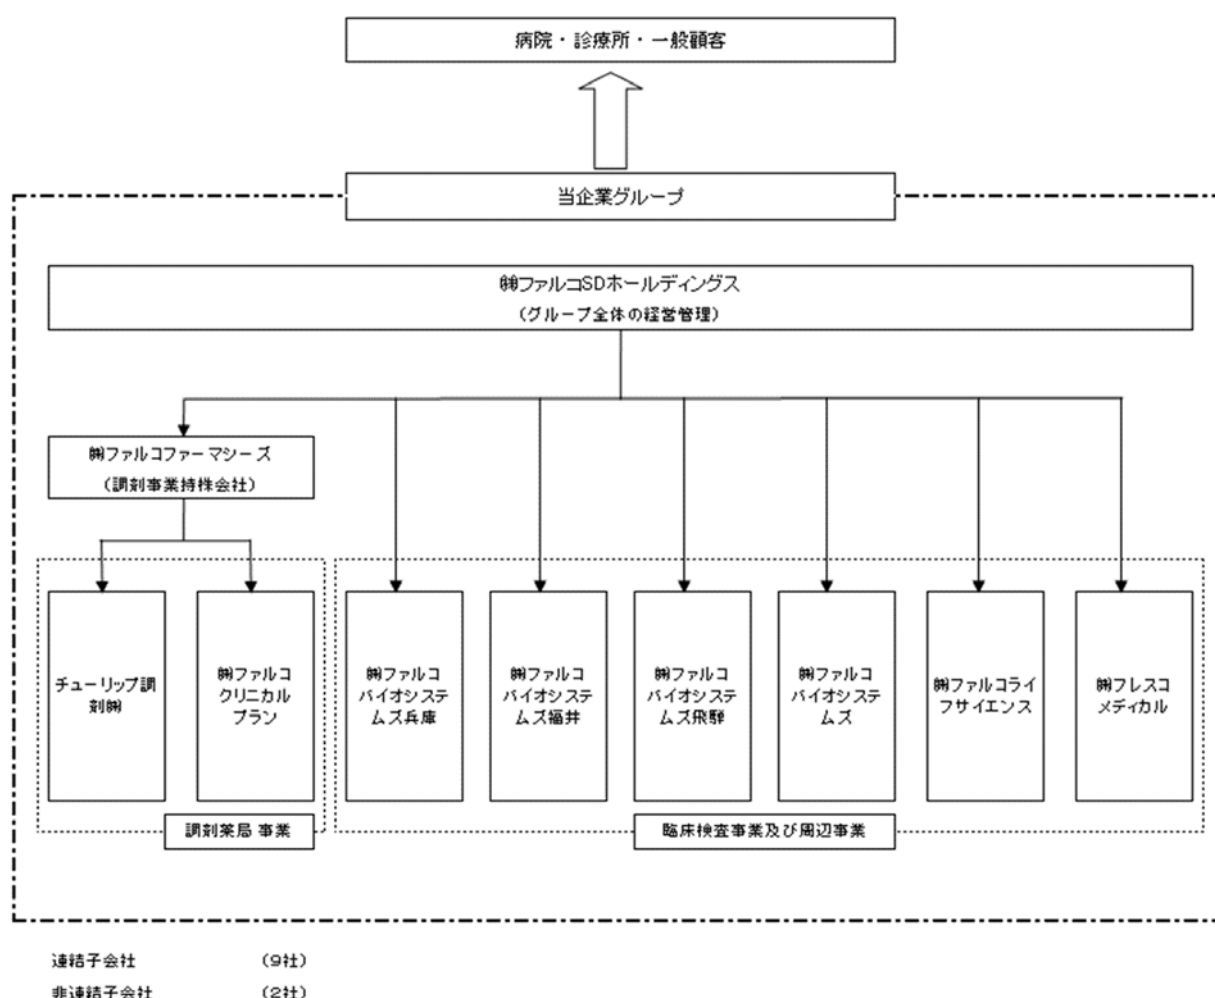 病院・診療所・一般顧客
当企業グループ
㈱ファルコSDホールディングス
（グループ全体の経営管理）
㈱ファルコファーマシーズ
（調剤事業持株会社）
チューリップ調
剤㈱
㈱ファルコ
クリニカル
プラン
㈱ファルコ
バイオシステ
ムズ兵庫
㈱ファルコ
バイオシステ
ムズ福井
㈱ファルコ
バイオシステ
ムズ飛騨
㈱ファルコ
バイオシステ
ムズ
㈱ファルコライ
フサイエンス
㈱フレスコ
メディカル
調剤薬局 事業
臨床検査事業及び周辺事業
連結子会社 （9社）
非連結子会社 （2社）